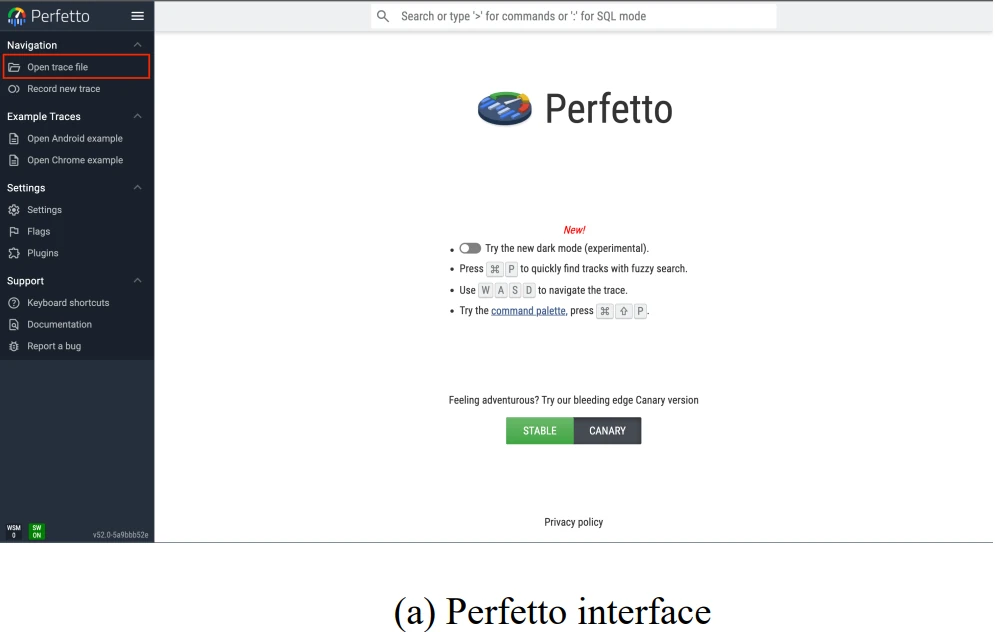 Perfetto
Search or type '>' for commands or ':' for SQL mode
Navigation
Open trace file
Record new trace
Example Traces
Open Android example
Open Chrome example
Settings
Settings
Flags
Plugins
Support
Keyboard shortcuts
Documentation
Report a bug
WSM
0
SW
ON
v52.0-5a9bbb52e
Perfetto
New!
Try the new dark mode (experimental).
Press ⌘ P to quickly find tracks with fuzzy search.
Use W A S D to navigate the trace.
Try the command palette, press ⌘ ⇧ P.
Feeling adventurous? Try our bleeding edge Canary version
STABLE CANARY
Privacy policy
(a) Perfetto interface